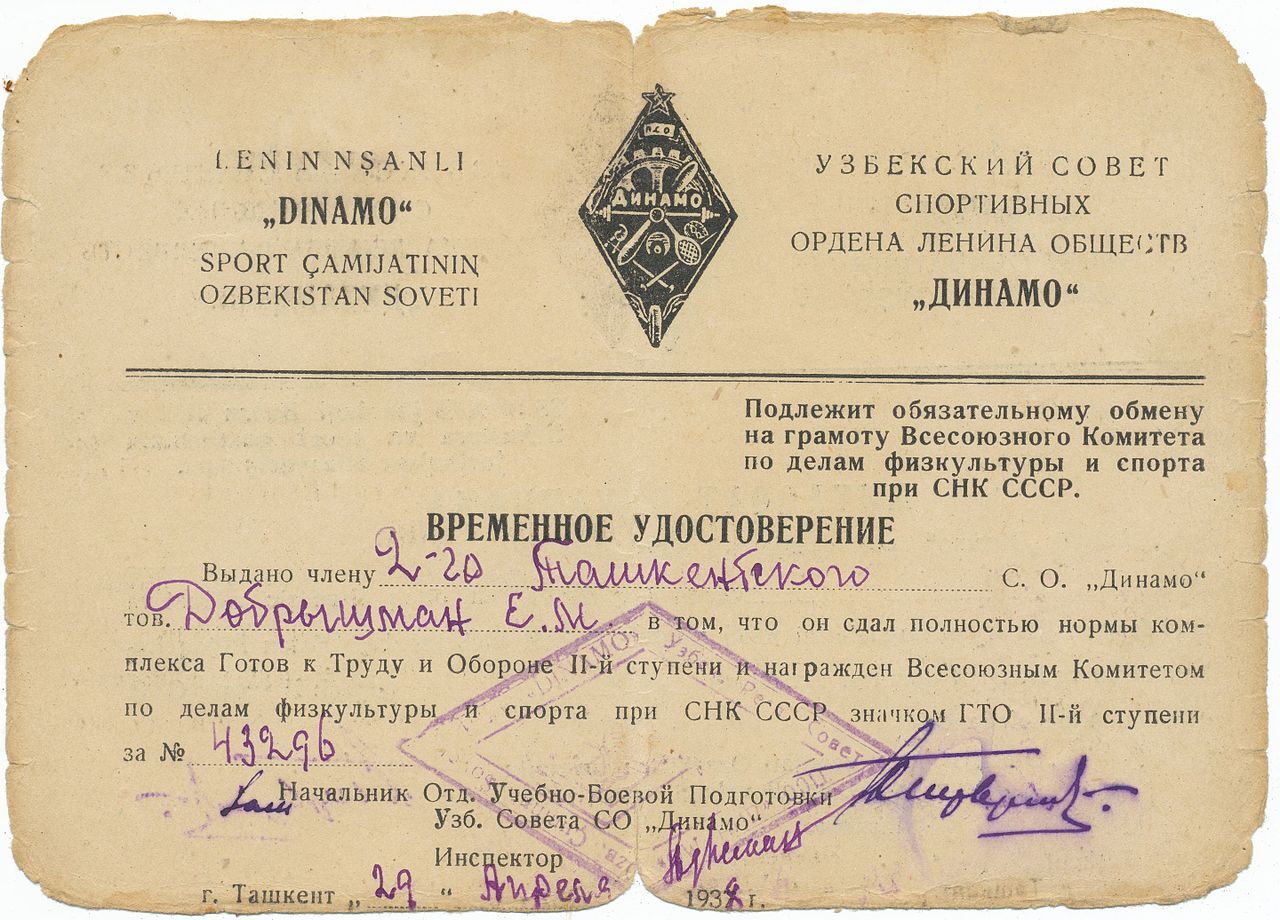 LENIN NŞANLI
„DINAMO“
SPORT ÇAMIJATININ
OZBEKISTAN SOVETI
ДИНАМО
УЗБЕКСКИЙ СОВЕТ
СПОРТИВНЫХ
ОРДЕНА ЛЕНИНА ОБЩЕСТВ
„ДИНАМО“
Подлежит обязательному обмену
на грамоту Всесоюзного Комитета
по делам физкультуры и спорта
при СНК СССР.
ВРЕМЕННОЕ УДОСТОВЕРЕНИЕ
Выдано члену 2-го Ташкентского С. О. „Динамо“
тов. Добрыщман Е.М. в том, что он сдал полностью нормы ком-
плекса Готов к Труду и Обороне II-й ступени и награжден Всесоюзным Комитетом
по делам физкультуры и спорта при СНК СССР значком ГТО II-й ступени
за № 43296
Начальник Отд. Учебно-Боевой Подготовки
Узб. Совета СО „Динамо“
Инспектор
г. Ташкент „29“ Апреля 1938 г.